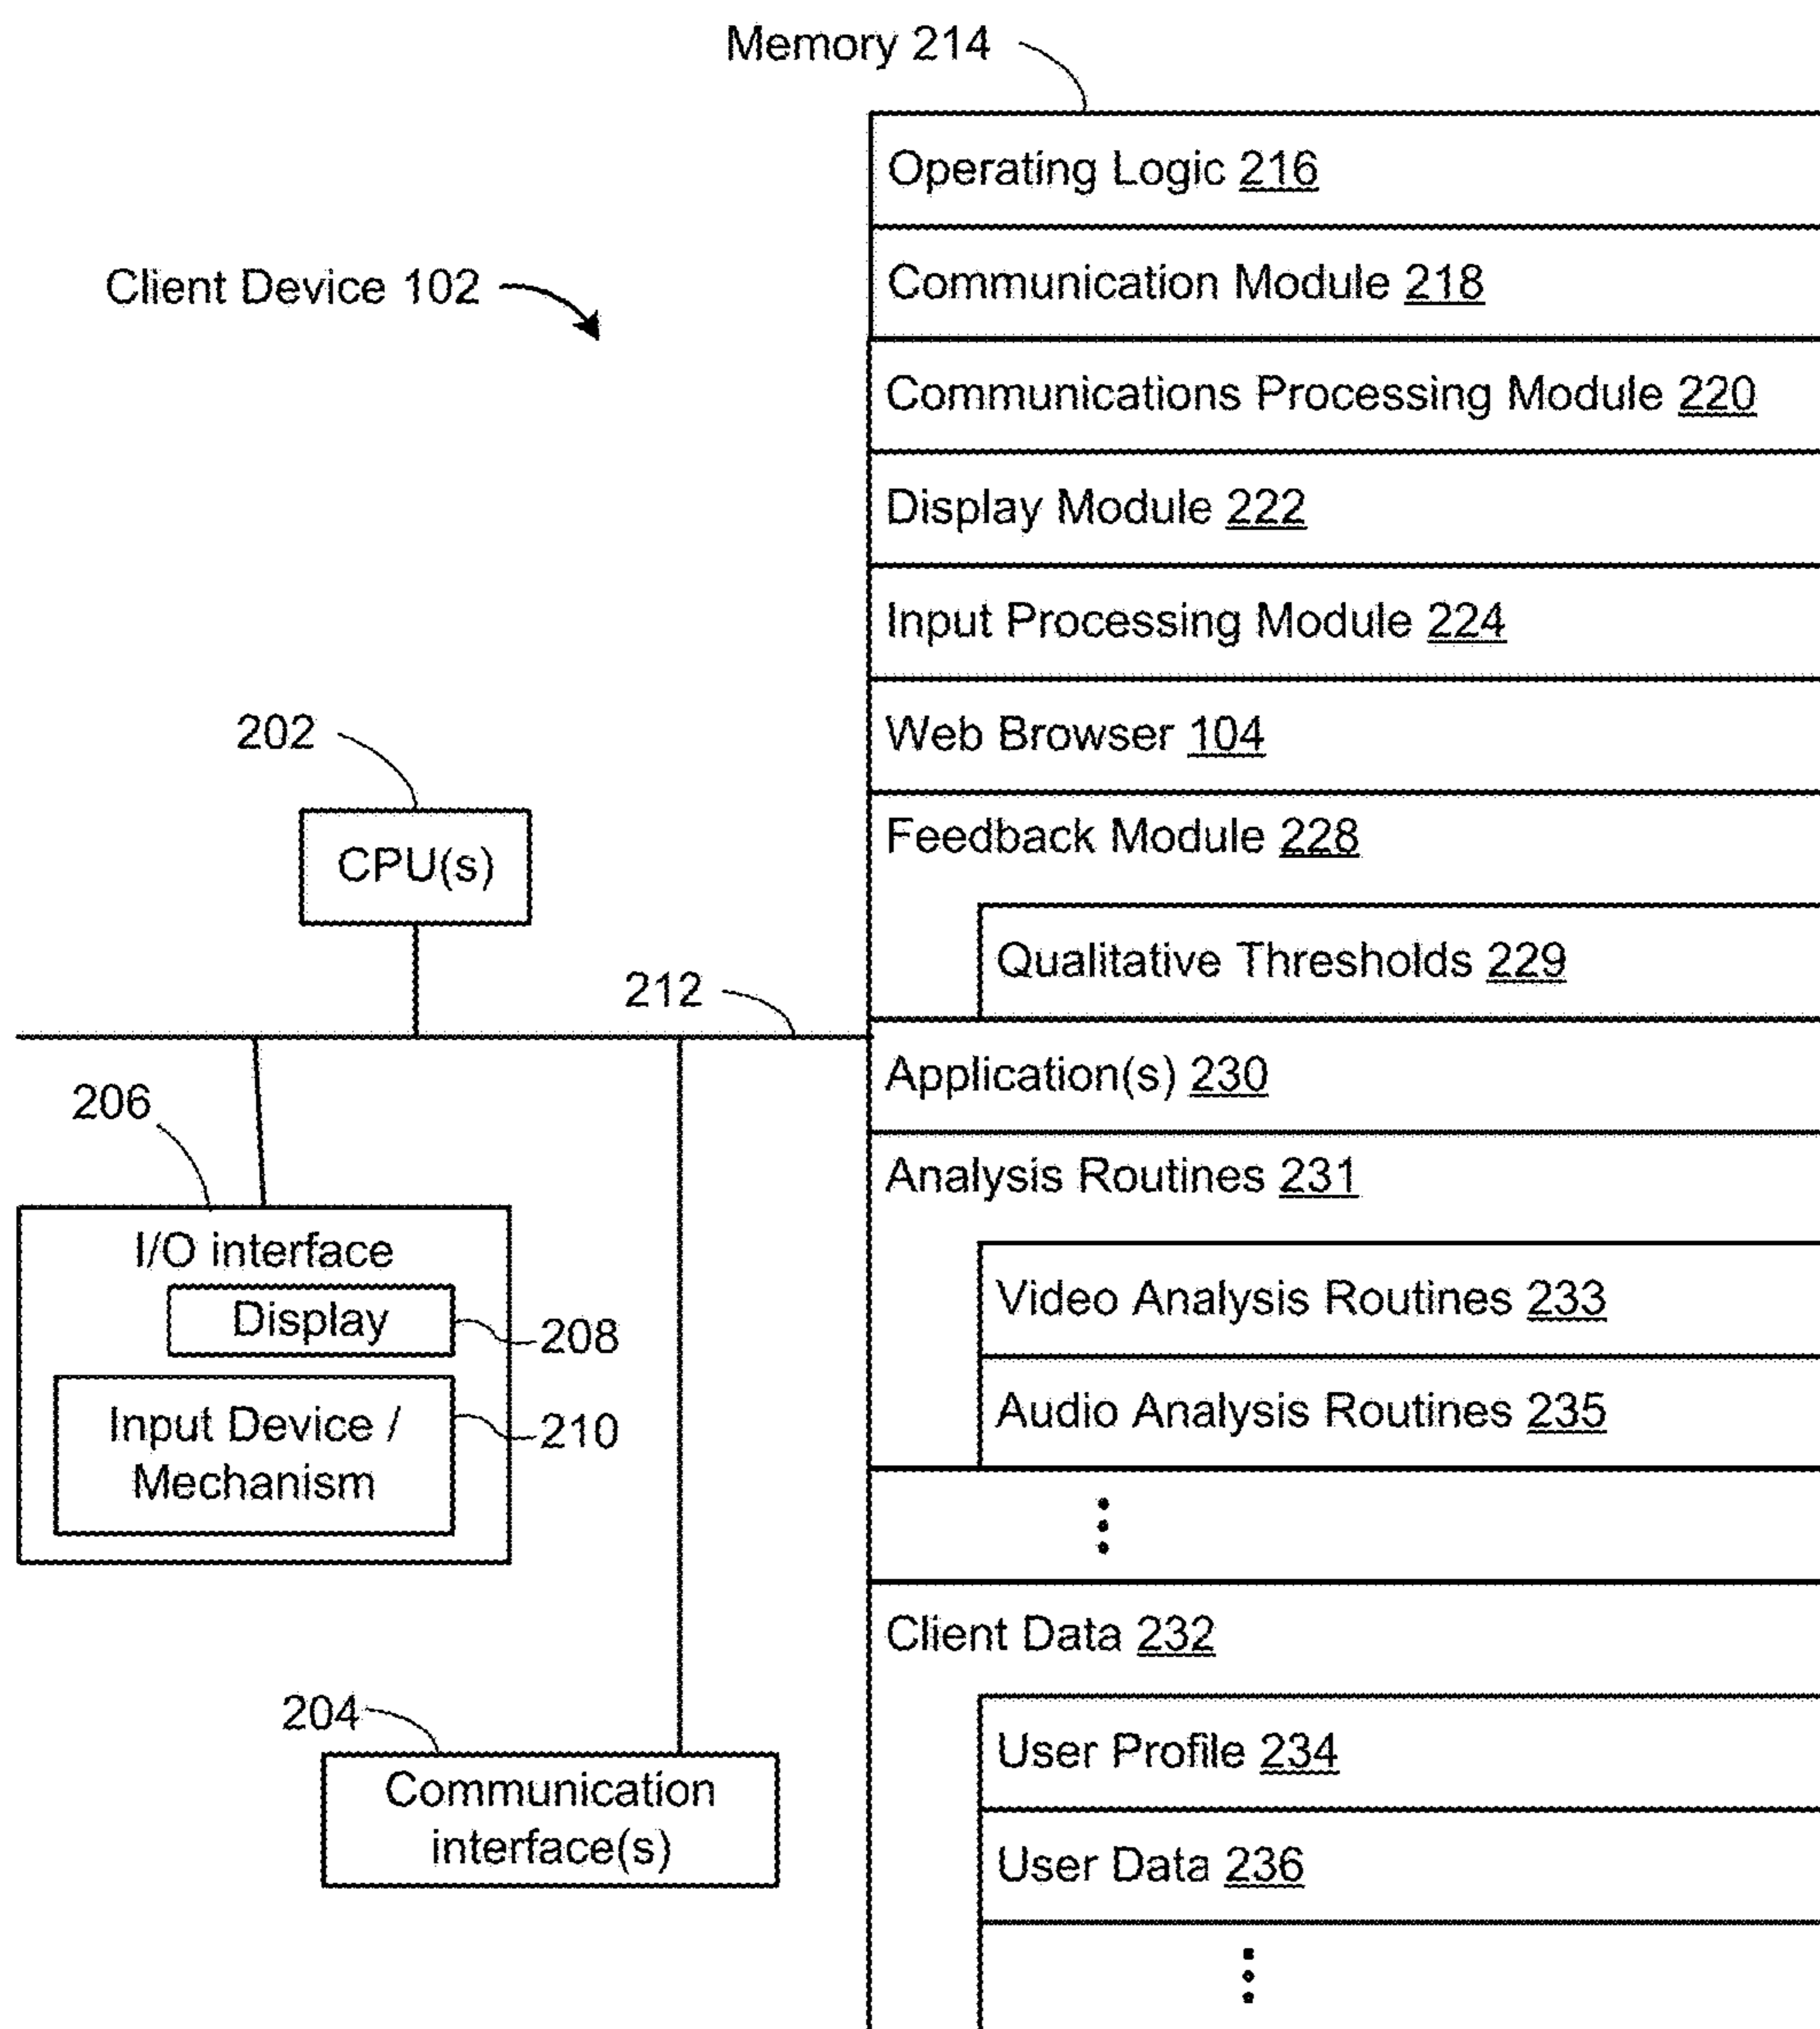 Memory 214
Operating Logic 216
Communication Module 218
Client Device 102
Communications Processing Module 220
Display Module 222
Input Processing Module 224
Web Browser 104
202
CPU(s)
Feedback Module 228
Qualitative Thresholds 229
212
Application(s) 230
206
Analysis Routines 231
I/O interface
Display
208
Video Analysis Routines 233
Input Device /
Mechanism
210
Audio Analysis Routines 235
Client Data 232
204
Communication
interface(s)
User Profile 234
User Data 236